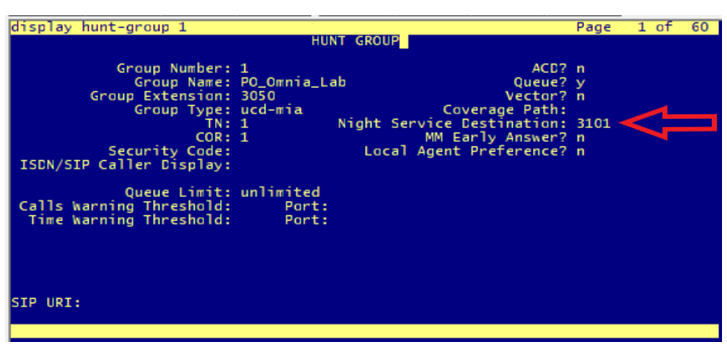 display hunt-group 1 Page 1 of 60
HUNT GROUP
Group Number: 1 ACD? n
Group Name: PO_Omnia_Lab Queue? y
Group Extension: 3050 Vector? n
Group Type: ucd-mia Coverage Path:
TN: 1 Night Service Destination: 3101
COR: 1 MM Early Answer? n
Security Code: Local Agent Preference? n
ISDN/SIP Caller Display:
Queue Limit: unlimited
Calls Warning Threshold: Port:
Time Warning Threshold: Port:
SIP URI: